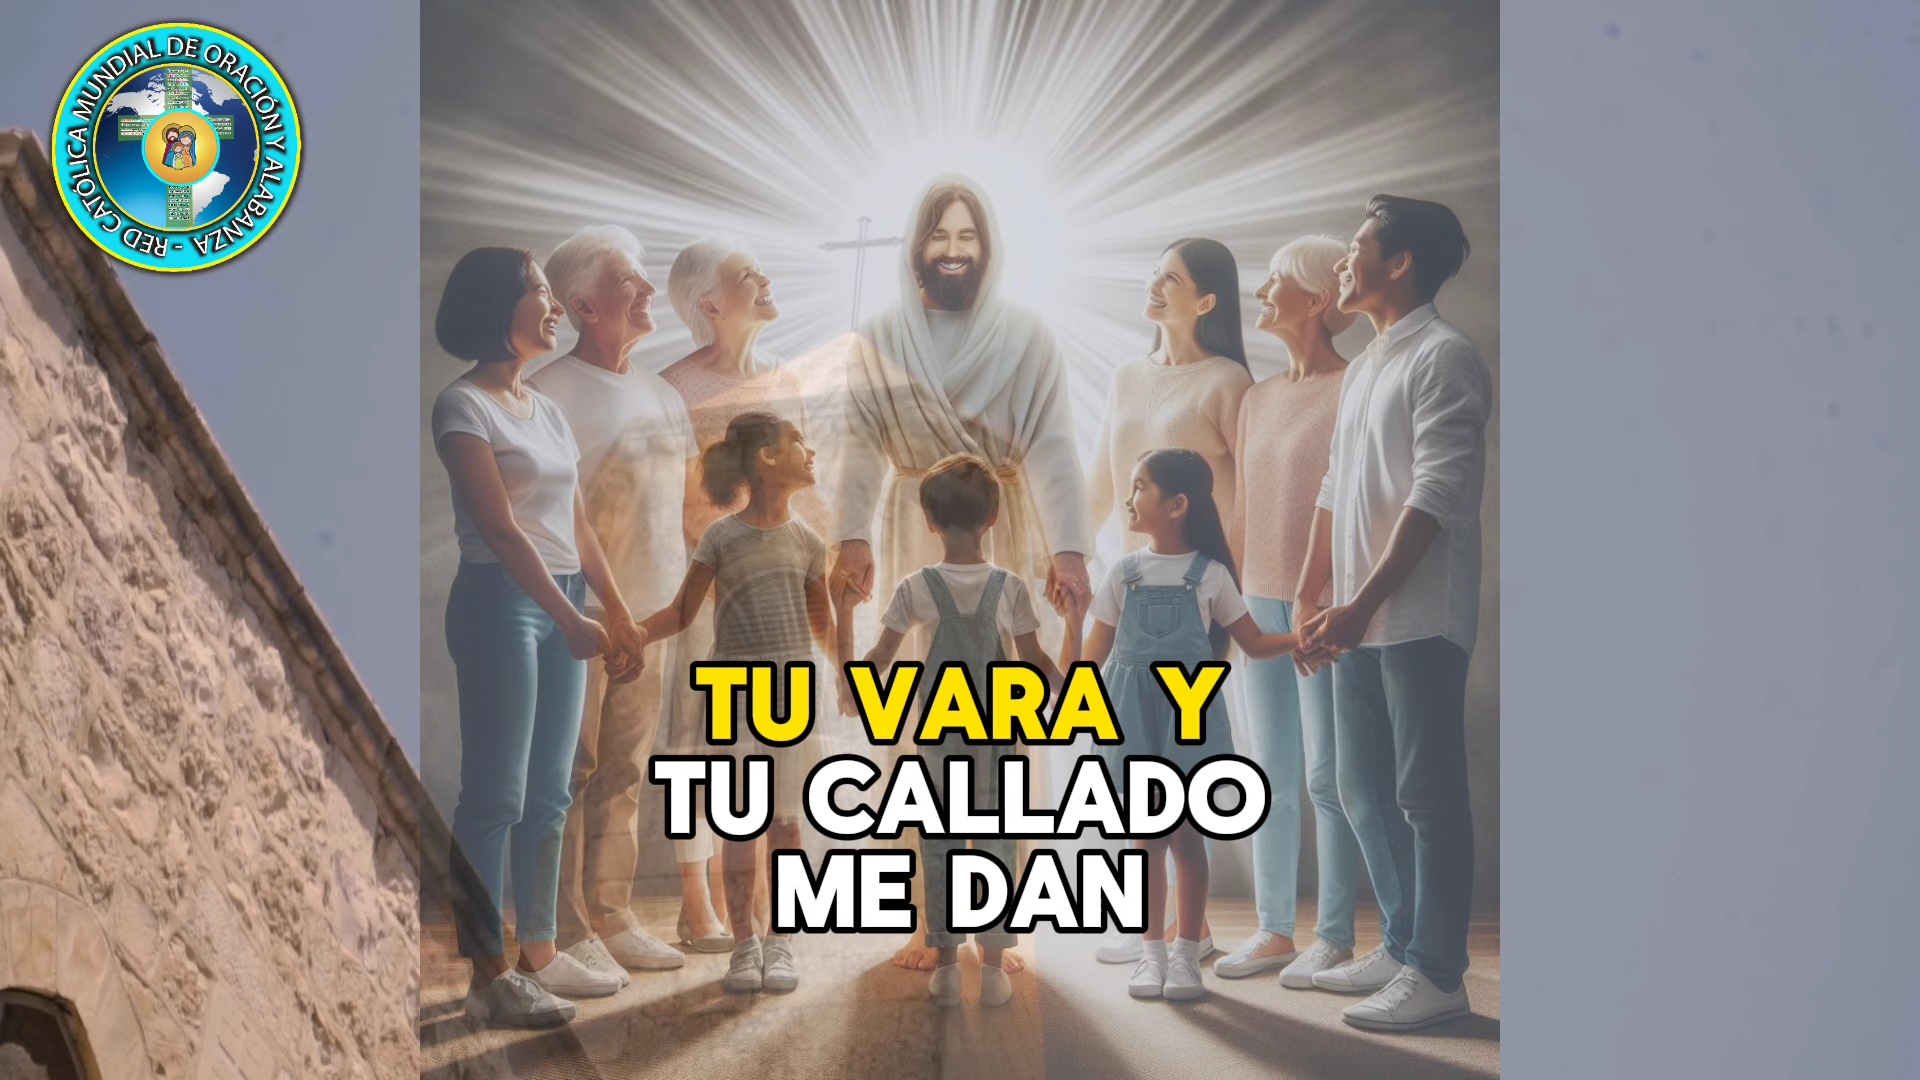 RED CATÓLICA MUNDIAL DE ORACIÓN Y ALABANZA -
TU VARA Y
TU CALLADO
ME DAN